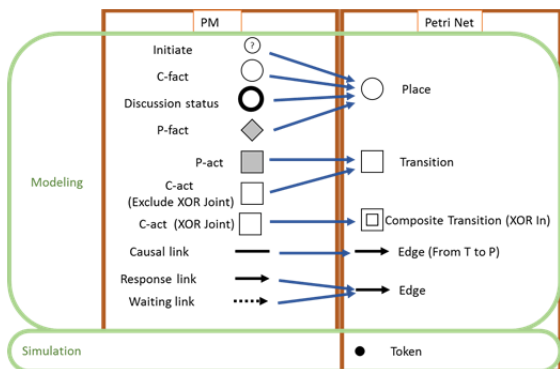 PM
Petri Net
Initiate
?
C-fact
Discussion status
Place
P-fact
P-act
Transition
Modeling
C-act
(Exclude XOR Joint)
C-act (XOR Joint)
Composite Transition (XOR In)
Causal link
Edge (From T to P)
Response link
Edge
Waiting link
Simulation
Token